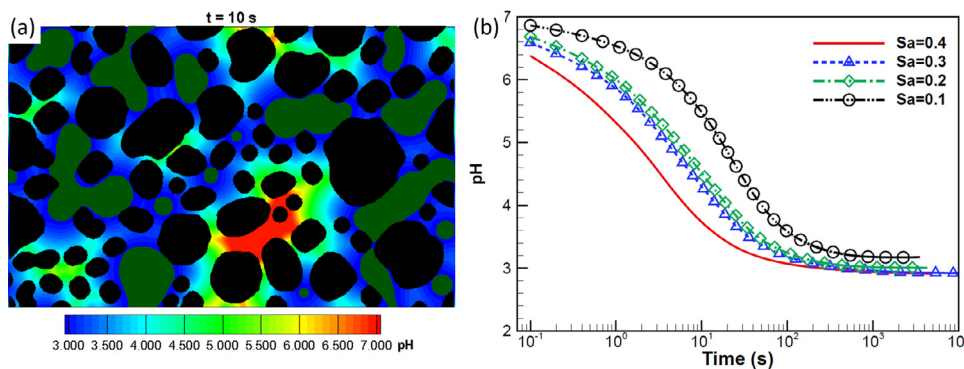 (a)
t = 10 s
3.000 3.500 4.000 4.500 5.000 5.500 6.000 6.500 7.000 pH
(b)
7
6
5
4
3
2
pH
Sa=0.4
Sa=0.3
Sa=0.2
Sa=0.1
10-1 100 101 102 103 10
Time (s)